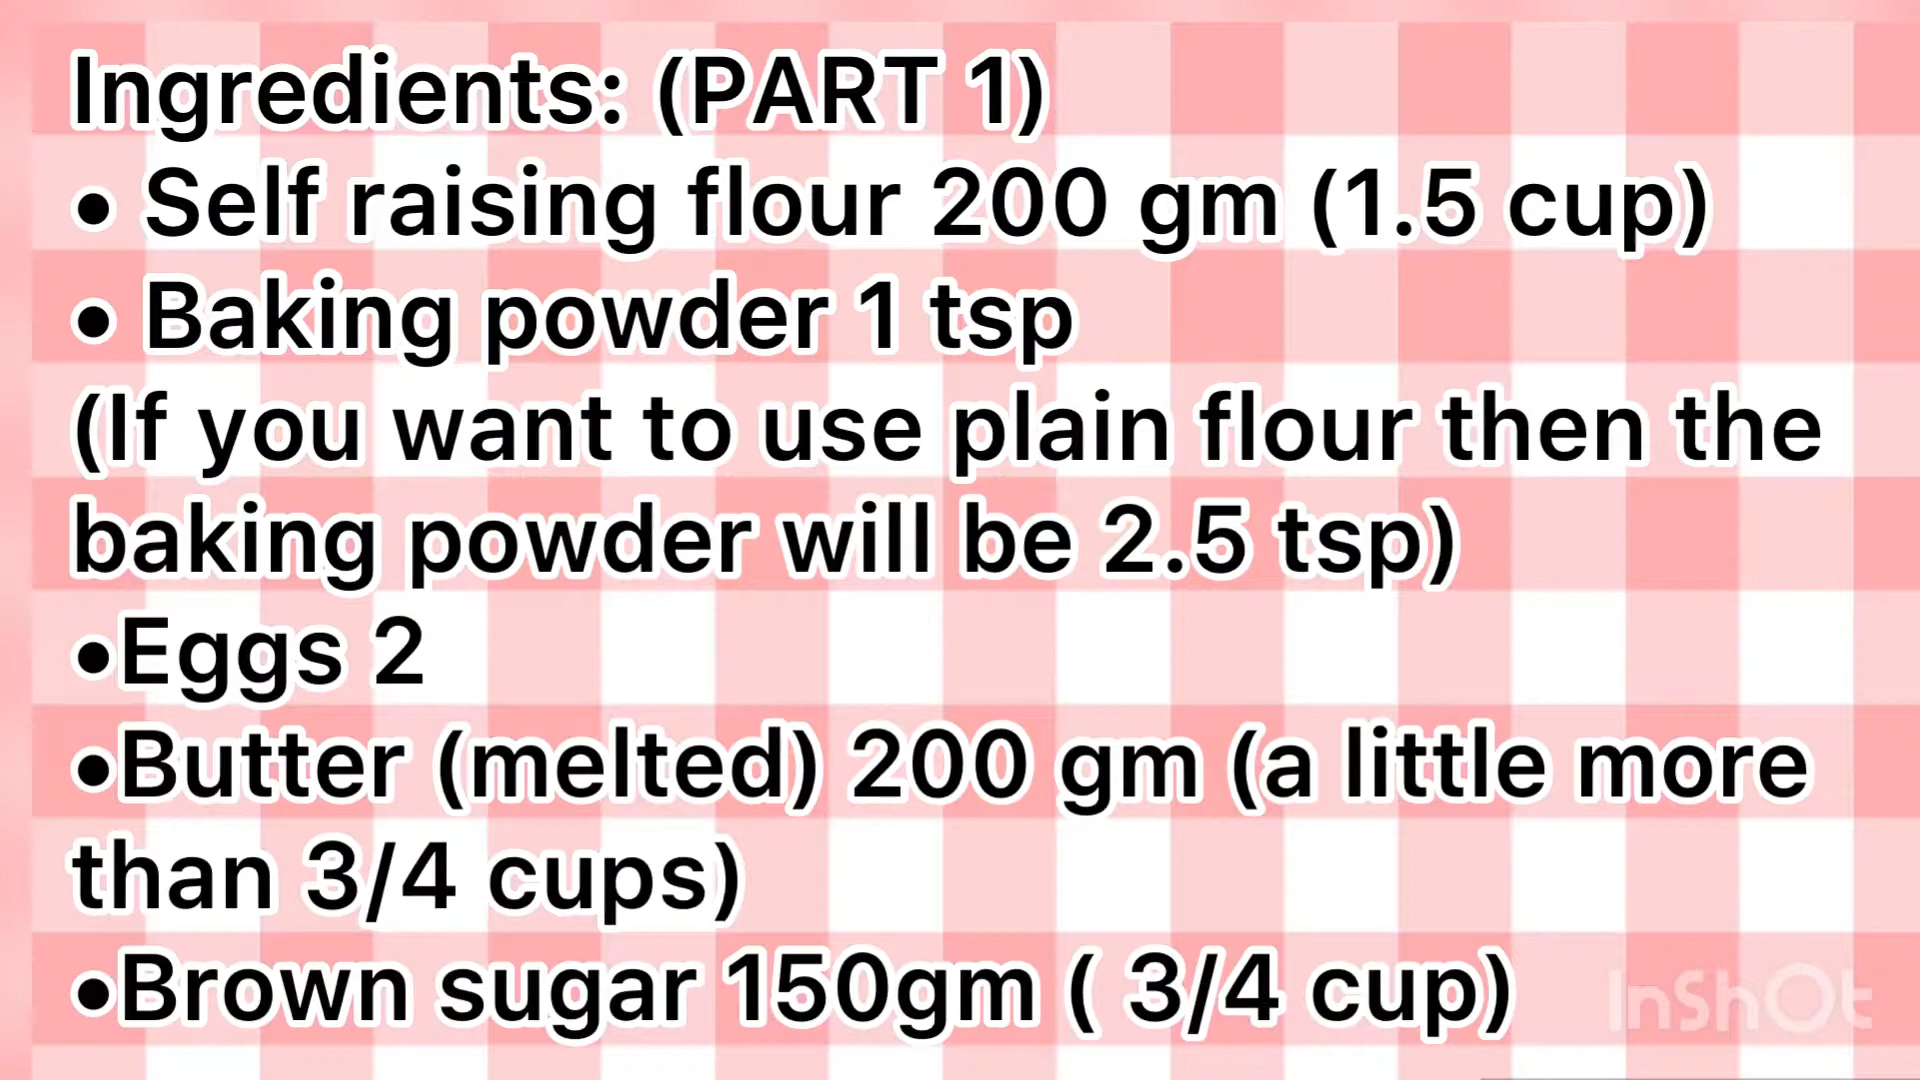 Ingredients: (PART 1)
• Self raising flour 200 gm (1.5 cup)
• Baking powder 1 tsp
(If you want to use plain flour then the
baking powder will be 2.5 tsp)
•Eggs 2
•Butter (melted) 200 gm (a little more
than 3/4 cups)
•Brown sugar 150gm ( 3/4 cup)
InShOt